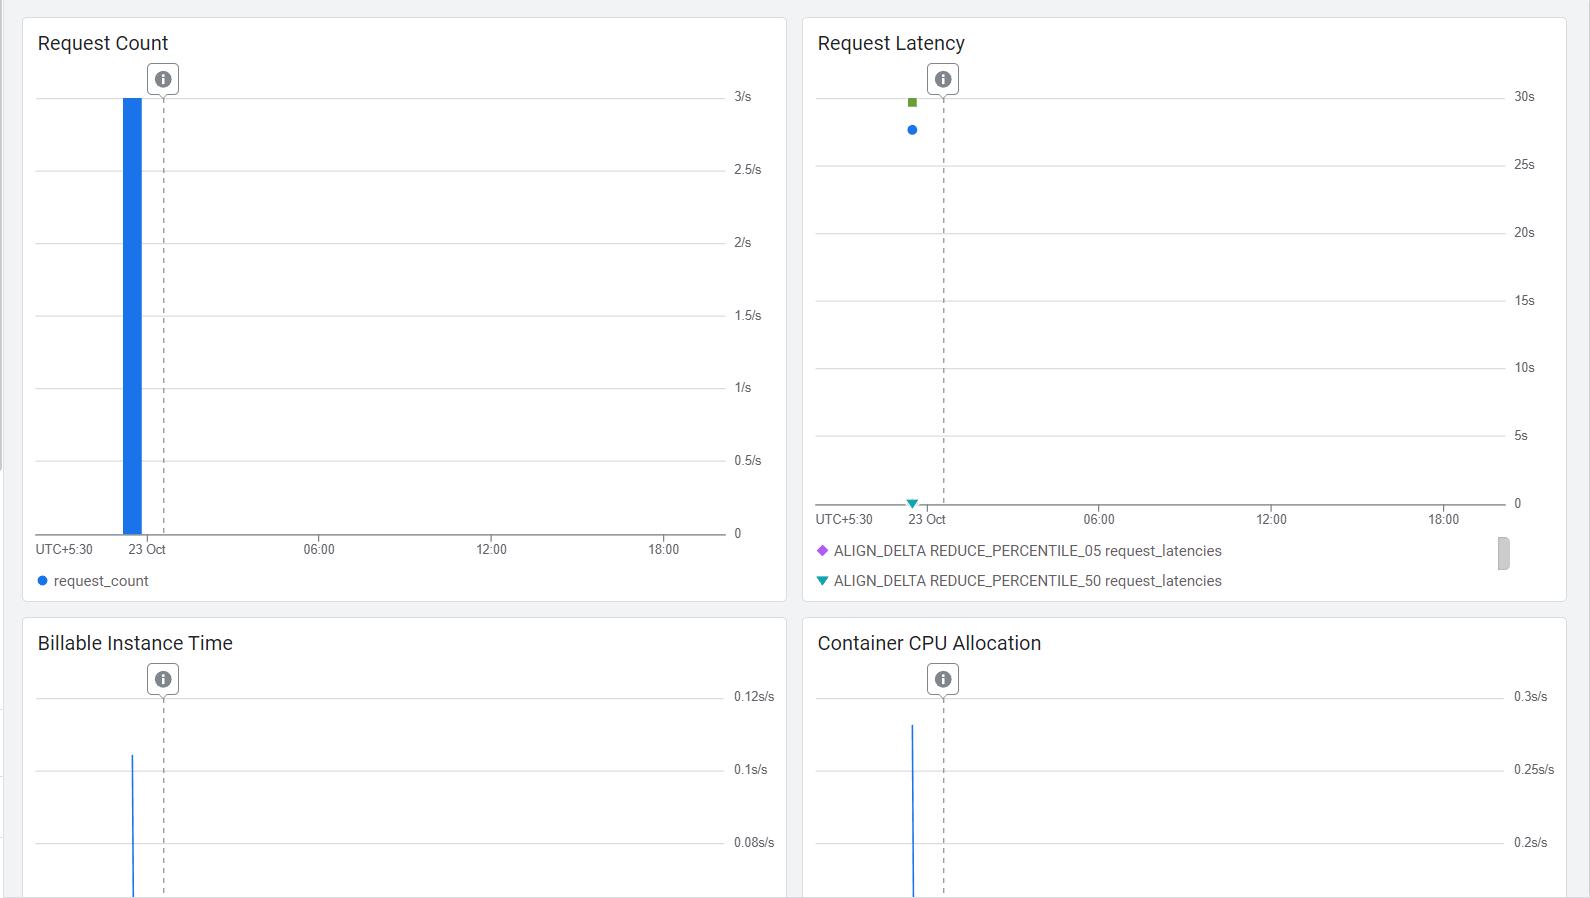 Request Count
3/s
2.5/s
2/s
1.5/s
1/s
0.5/s
0
UTC+5:30 23 Oct 06:00 12:00 18:00
request_count
Request Latency
30s
25s
20s
15s
10s
5s
0
UTC+5:30 23 Oct 06:00 12:00 18:00
ALIGN_DELTA REDUCE_PERCENTILE_05 request_latencies
ALIGN_DELTA REDUCE_PERCENTILE_50 request_latencies
Billable Instance Time
0.12s/s
0.1s/s
0.08s/s
Container CPU Allocation
0.3s/s
0.25s/s
0.2s/s